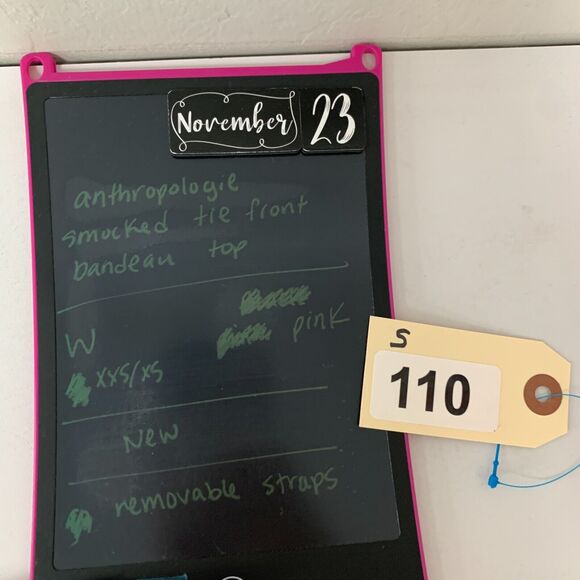 November 23
anthropologie
smocked tie front
bandeau top
W
pink
xxs/xs
New
removable straps
S
110